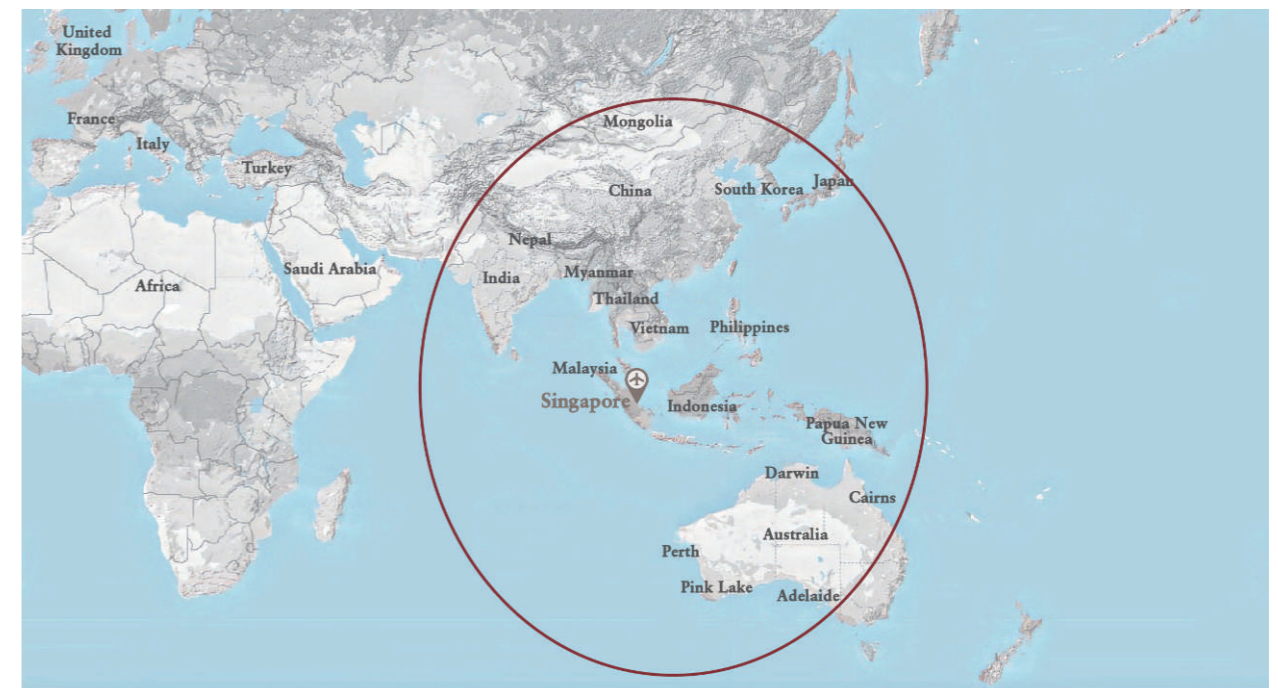 United
Kingdom
France
Italy
Turkey
Mongolia
China
South Korea
Japan
Nepal
Saudi Arabia
India
Myanmar
Africa
Thailand
Vietnam
Philippines
Malaysia
Singapore
Indonesia
Papua New
Guinea
Darwin
Cairns
Australia
Perth
Pink Lake
Adelaide